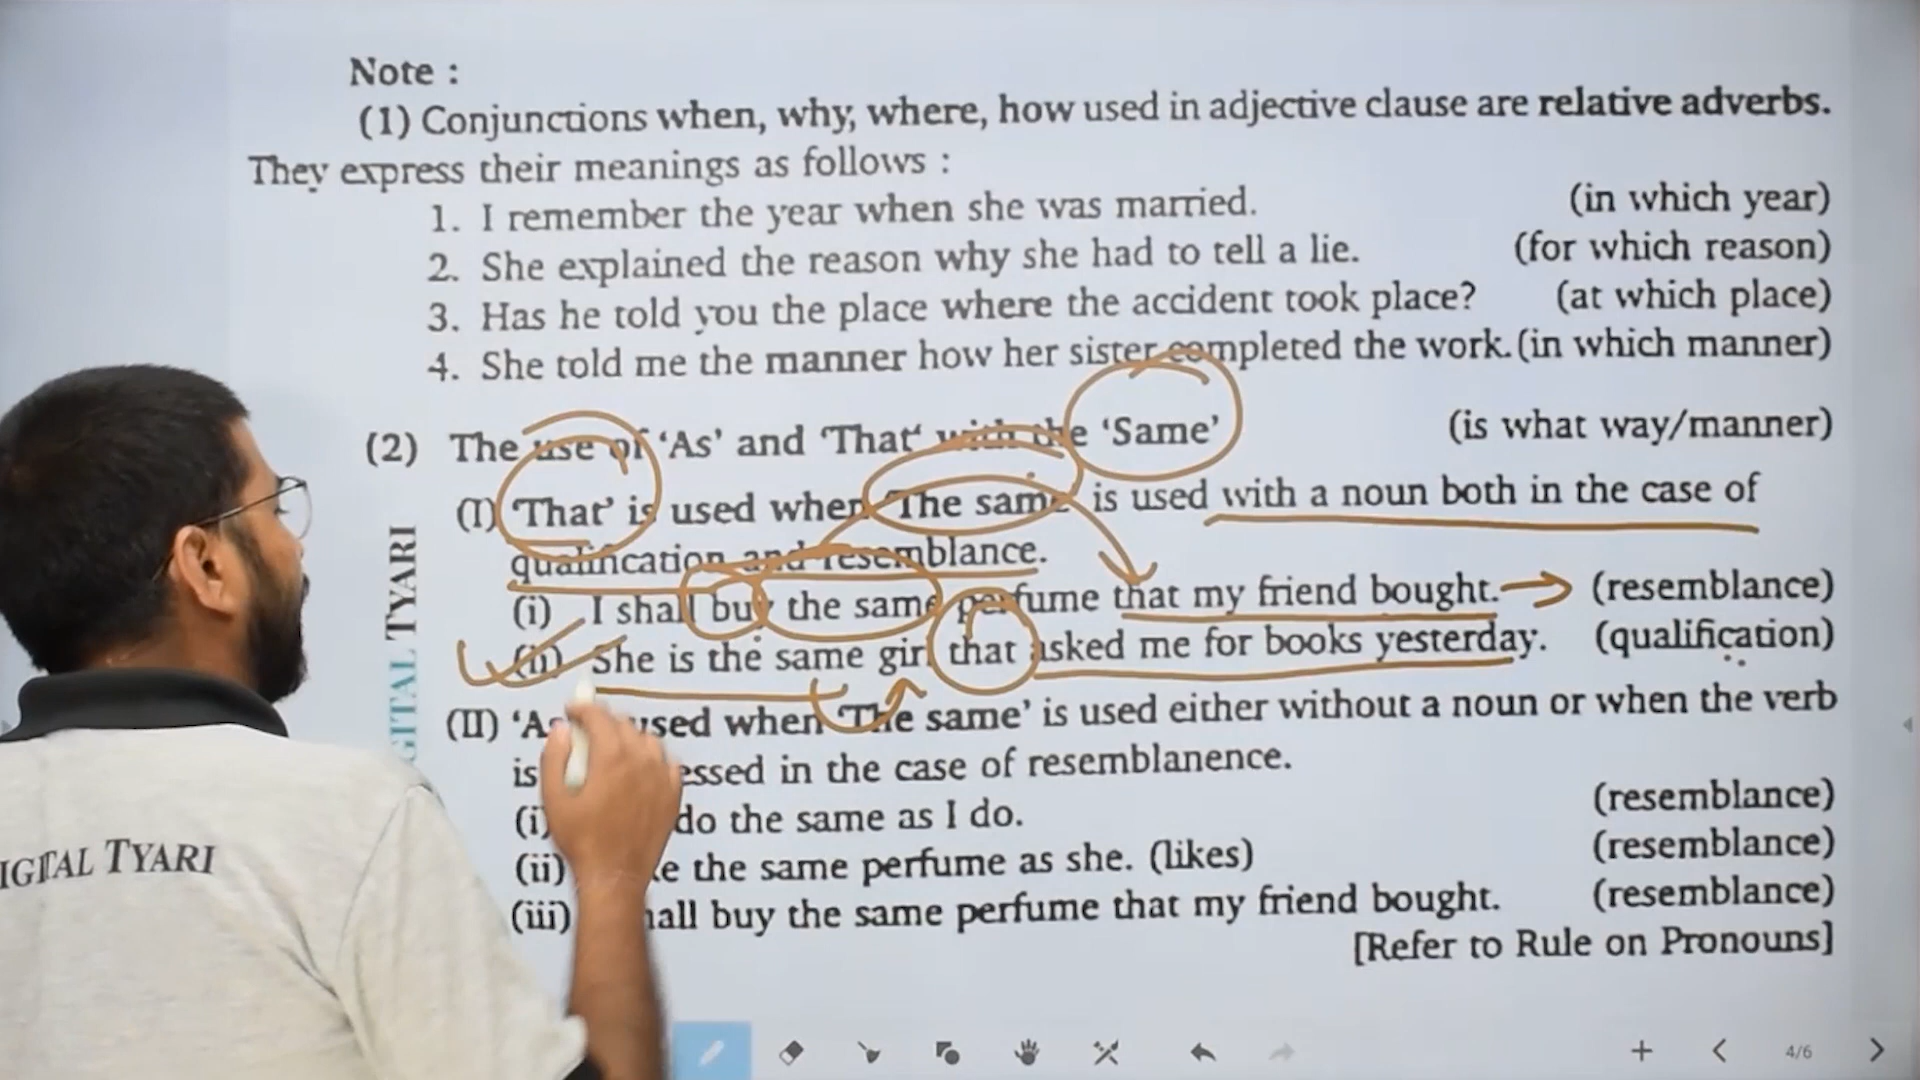 Note :
(1) Conjunctions when, why, where, how used in adjective clause are relative adverbs.
They express their meanings as follows :
1. I remember the year when she was married. (in which year)
2. She explained the reason why she had to tell a lie. (for which reason)
3. Has he told you the place where the accident took place? (at which place)
4. She told me the manner how her sister completed the work. (in which manner)
(2) The use of ‘As’ and ‘That‘ with the ‘Same’ (is what way/manner)
(I) ‘That’ is used when ‘The same’ is used with a noun both in the case of
qualification and resemblance.
(i) I shall buy the same perfume that my friend bought. (resemblance)
(ii) She is the same girl that asked me for books yesterday. (qualification)
(II) ‘As’ used when ‘The same’ is used either without a noun or when the verb
is essed in the case of resemblanence.
(i) do the same as I do. (resemblance)
(ii) the same perfume as she. (likes) (resemblance)
(iii) hall buy the same perfume that my friend bought. (resemblance)
[Refer to Rule on Pronouns]
GITAL TYARI
IGITAL TYARI
4/6